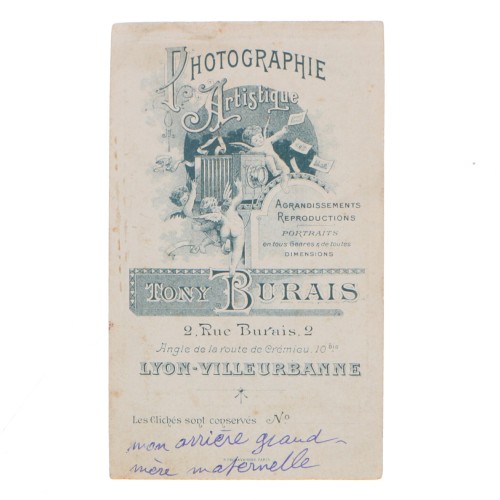 PHOTOGRAPHIE
Artistique
AGRANDISSEMENTS
REPRODUCTIONS
PORTRAITS
en tous Genres & de toutes
DIMENSIONS
TONY BURAIS
2. Rue Burais. 2
Angle de la route de Crémieu, 10 bis
LYON-VILLEURBANNE
Les Clichés sont conservés No
mon arrière grand-
mère maternelle